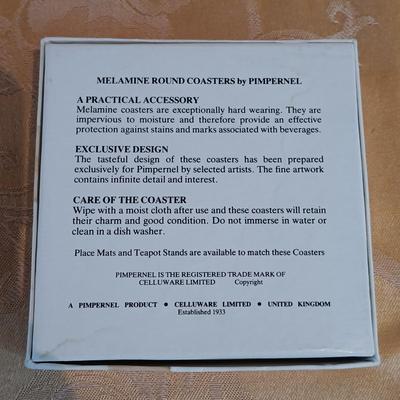 MELAMINE ROUND COASTERS by PIMPERNEL
A PRACTICAL ACCESSORY
Melamine coasters are exceptionally hard wearing. They are
impervious to moisture and therefore provide an effective
protection against stains and marks associated with beverages.
EXCLUSIVE DESIGN
The tasteful design of these coasters has been prepared
exclusively for Pimpernel by selected artists. The fine artwork
contains infinite detail and interest.
CARE OF THE COASTER
Wipe with a moist cloth after use and these coasters will retain
their charm and good condition. Do not immerse in water or
clean in a dish washer.
Place Mats and Teapot Stands are available to match these Coasters
PIMPERNEL IS THE REGISTERED TRADE MARK OF
CELLUWARE LIMITED Copyright
A PIMPERNEL PRODUCT • CELLUWARE LIMITED • UNITED KINGDOM
Established 1933